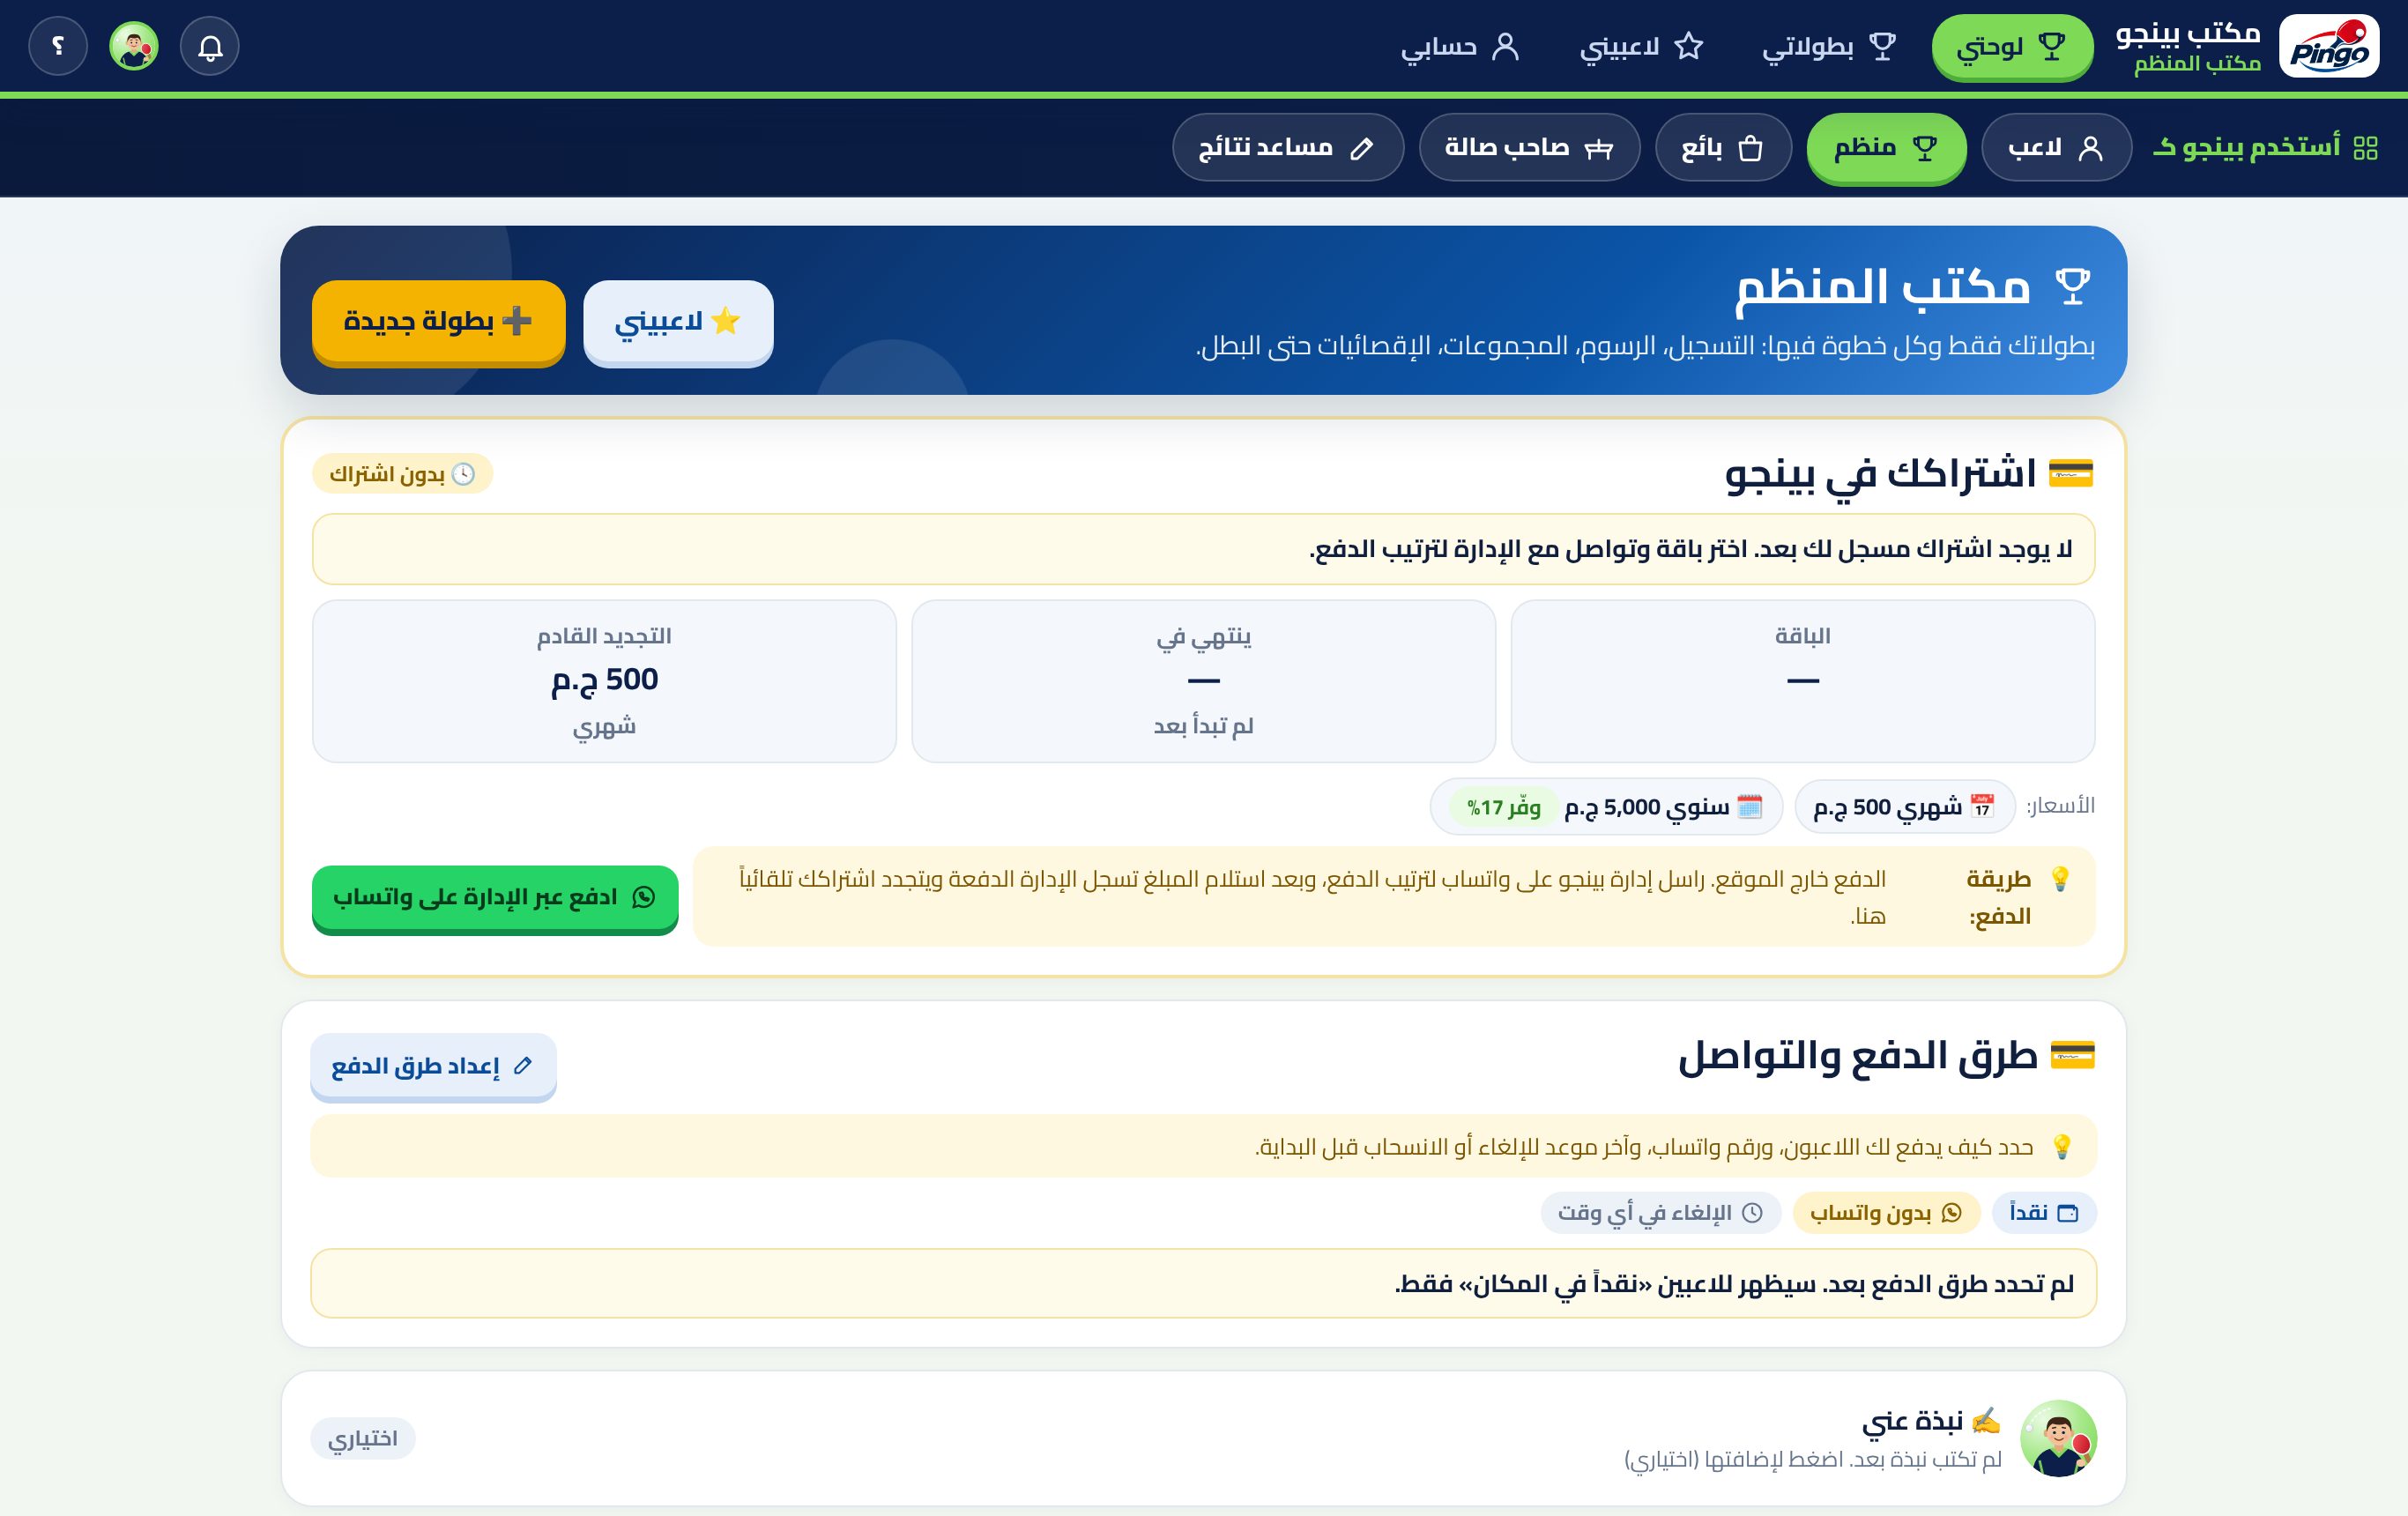 Pingo
مكتب بينجو
مكتب المنظم
لوحتي
بطولاتي
لاعبيني
حسابي
؟
أستخدم بينجو كـ
لاعب
منظم
بائع
صاحب صالة
مساعد نتائج
مكتب المنظم
بطولاتك فقط وكل خطوة فيها: التسجيل، الرسوم، المجموعات، الإقصائيات حتى البطل.
⭐ لاعبيني
➕ بطولة جديدة
💳 اشتراكك في بينجو
🕓 بدون اشتراك
لا يوجد اشتراك مسجل لك بعد. اختر باقة وتواصل مع الإدارة لترتيب الدفع.
الباقة
—
ينتهي في
—
لم تبدأ بعد
التجديد القادم
500 ج.م
شهري
الأسعار:
📅 شهري 500 ج.م
🗓️ سنوي 5,000 ج.م وفّر 17%
💡 طريقة الدفع:
الدفع خارج الموقع. راسل إدارة بينجو على واتساب لترتيب الدفع، وبعد استلام المبلغ تسجل الإدارة الدفعة ويتجدد اشتراكك تلقائياً
هنا.
ادفع عبر الإدارة على واتساب
💳 طرق الدفع والتواصل
إعداد طرق الدفع
💡 حدد كيف يدفع لك اللاعبون، ورقم واتساب، وآخر موعد للإلغاء أو الانسحاب قبل البداية.
نقداً
بدون واتساب
الإلغاء في أي وقت
لم تحدد طرق الدفع بعد. سيظهر للاعبين «نقداً في المكان» فقط.
✍️ نبذة عني
لم تكتب نبذة بعد. اضغط لإضافتها (اختياري)
اختياري